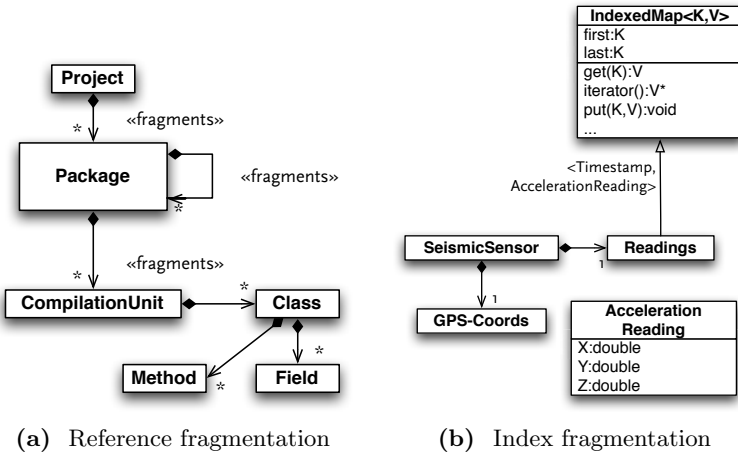 Project
*
«fragments»
Package
*
«fragments»
*
«fragments»
CompilationUnit
*
Class
Method
*
Field
*
(a) Reference fragmentation
IndexedMap<K,V>
first:K
last:K
get(K):V
iterator():V*
put(K,V):void
...
<Timestamp,
AccelerationReading>
SeismicSensor
1
Readings
1
GPS-Coords
Acceleration
Reading
X:double
Y:double
Z:double
(b) Index fragmentation